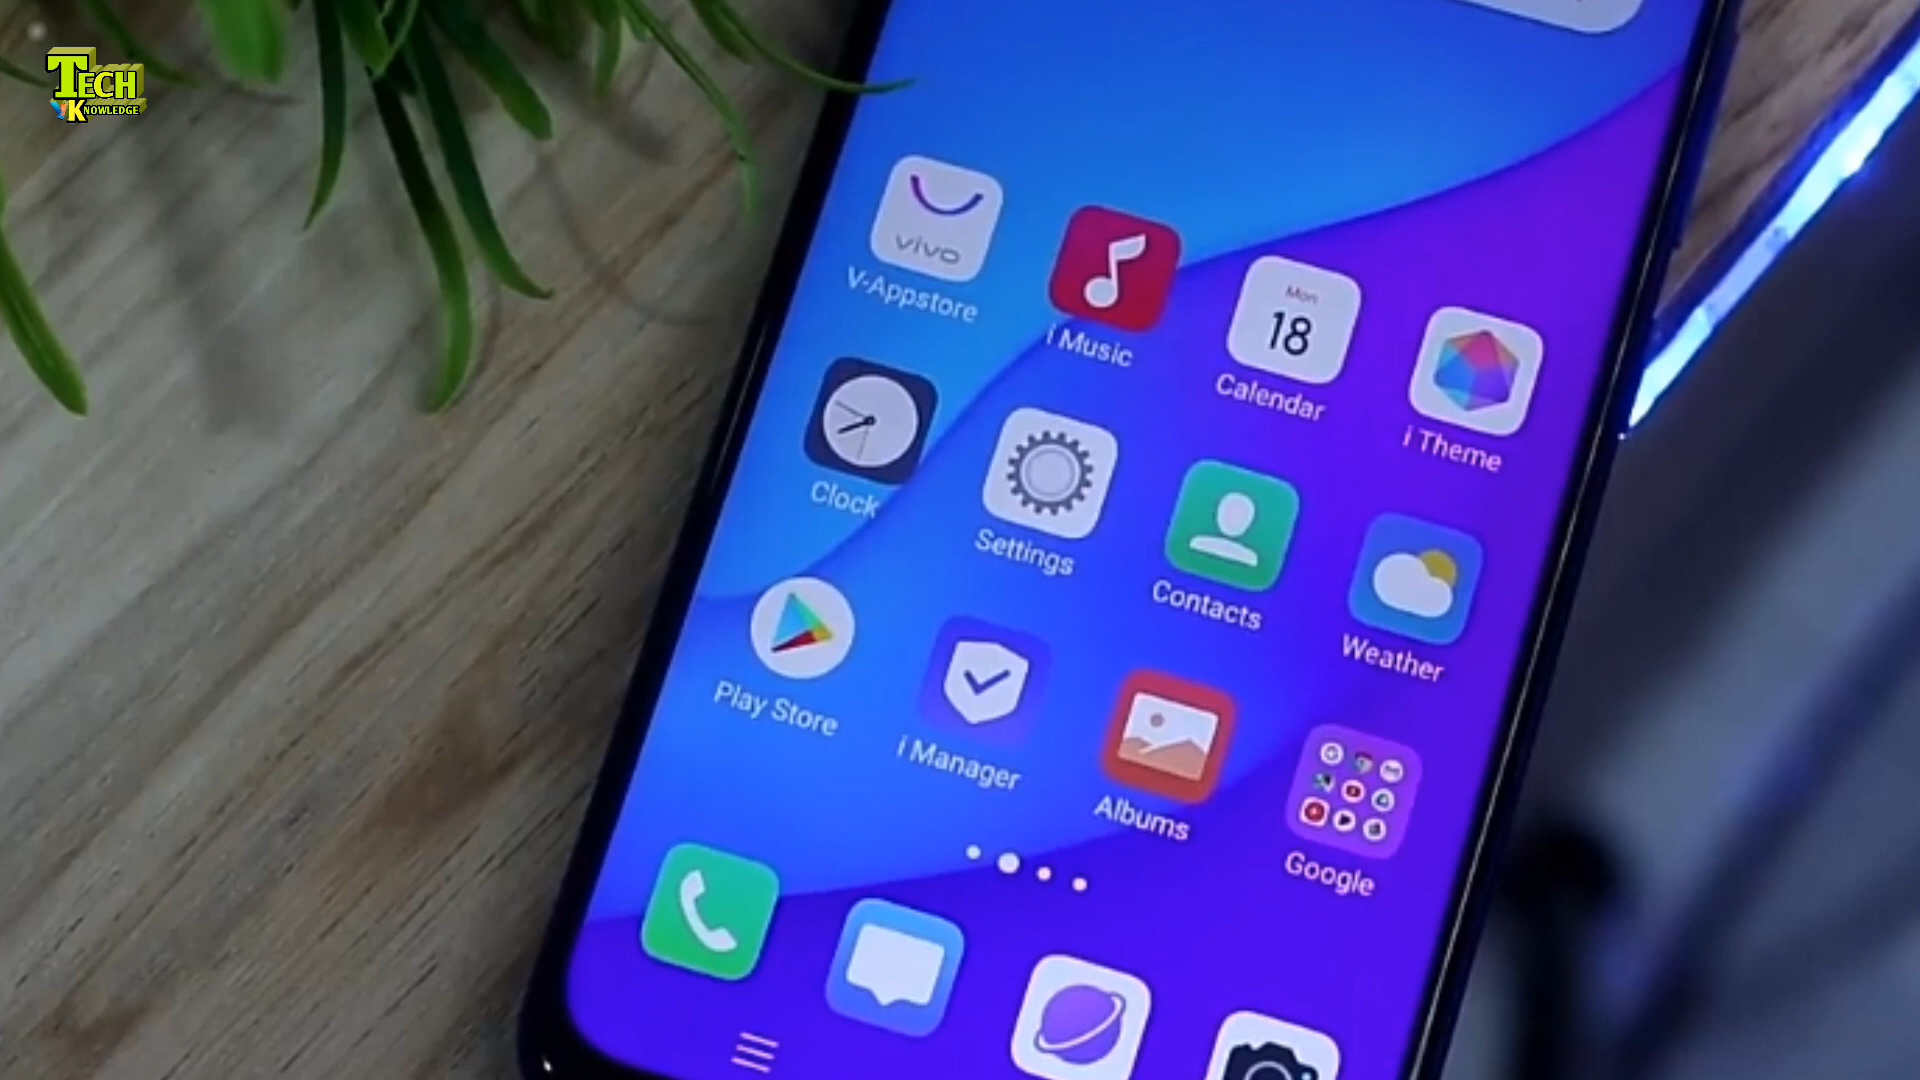 TECH
KNOWLEDGE
vivo
V-Appstore
i Music
Mon
18
Calendar
i Theme
Clock
Settings
Contacts
Weather
Play Store
i Manager
Albums
Google